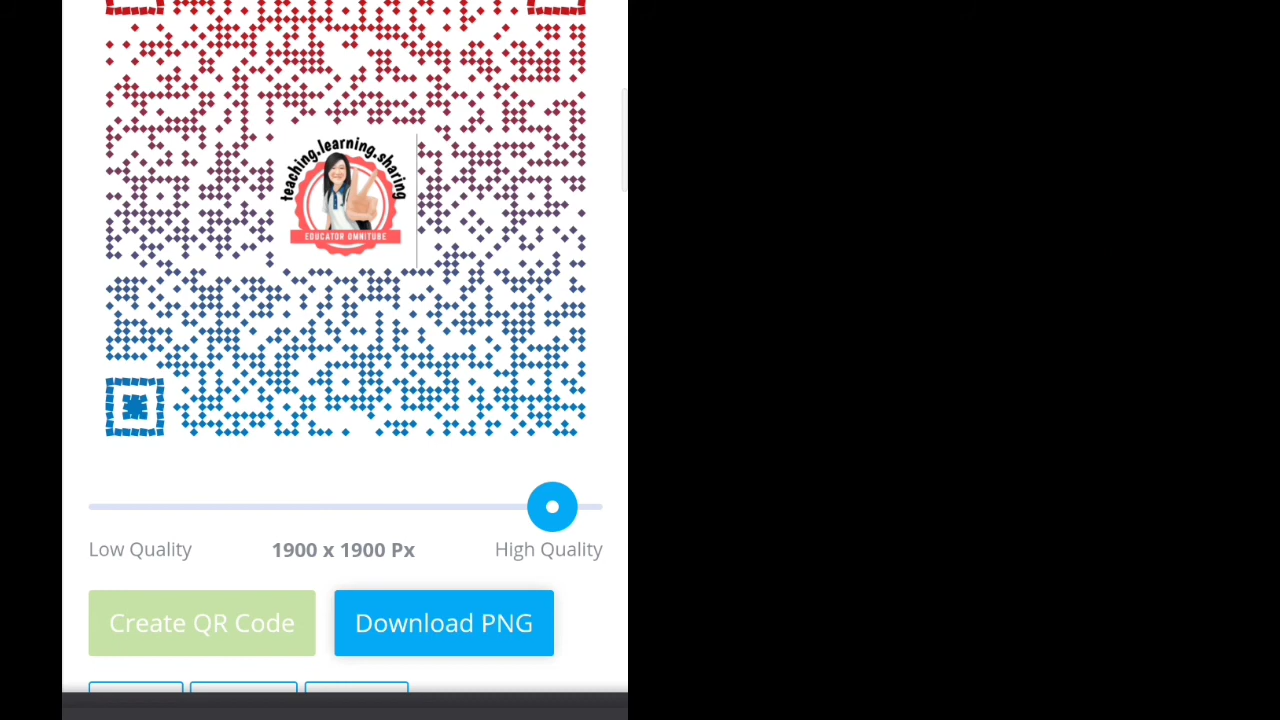 teaching.learning.sharing
EDUCATOR OMNITUBE
Low Quality
1900 x 1900 Px
High Quality
Create QR Code
Download PNG